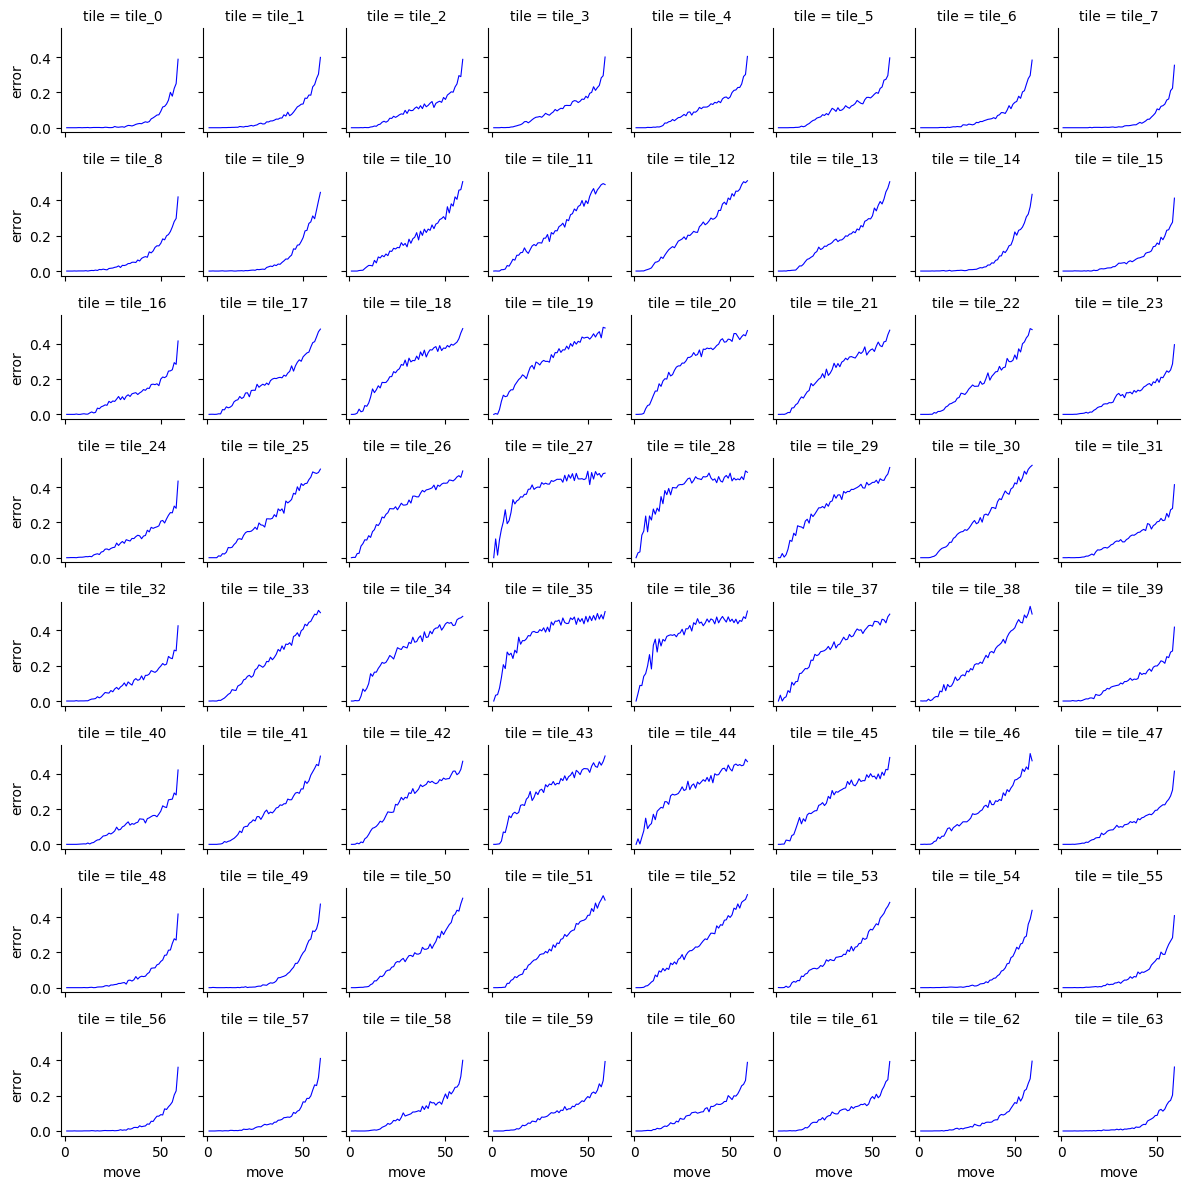 tile = tile_0 tile = tile_1 tile = tile_2 tile = tile_3 tile = tile_4 tile = tile_5 tile = tile_6 tile = tile_7
0.4
error
0.2
0.0
tile = tile_8 tile = tile_9 tile = tile_10 tile = tile_11 tile = tile_12 tile = tile_13 tile = tile_14 tile = tile_15
0.4
error
0.2
0.0
tile = tile_16 tile = tile_17 tile = tile_18 tile = tile_19 tile = tile_20 tile = tile_21 tile = tile_22 tile = tile_23
0.4
error
0.2
0.0
tile = tile_24 tile = tile_25 tile = tile_26 tile = tile_27 tile = tile_28 tile = tile_29 tile = tile_30 tile = tile_31
0.4
error
0.2
0.0
tile = tile_32 tile = tile_33 tile = tile_34 tile = tile_35 tile = tile_36 tile = tile_37 tile = tile_38 tile = tile_39
0.4
error
0.2
0.0
tile = tile_40 tile = tile_41 tile = tile_42 tile = tile_43 tile = tile_44 tile = tile_45 tile = tile_46 tile = tile_47
0.4
error
0.2
0.0
tile = tile_48 tile = tile_49 tile = tile_50 tile = tile_51 tile = tile_52 tile = tile_53 tile = tile_54 tile = tile_55
0.4
error
0.2
0.0
tile = tile_56 tile = tile_57 tile = tile_58 tile = tile_59 tile = tile_60 tile = tile_61 tile = tile_62 tile = tile_63
0.4
error
0.2
0.0
0 50 0 50 0 50 0 50 0 50 0 50 0 50 0 50
move move move move move move move move